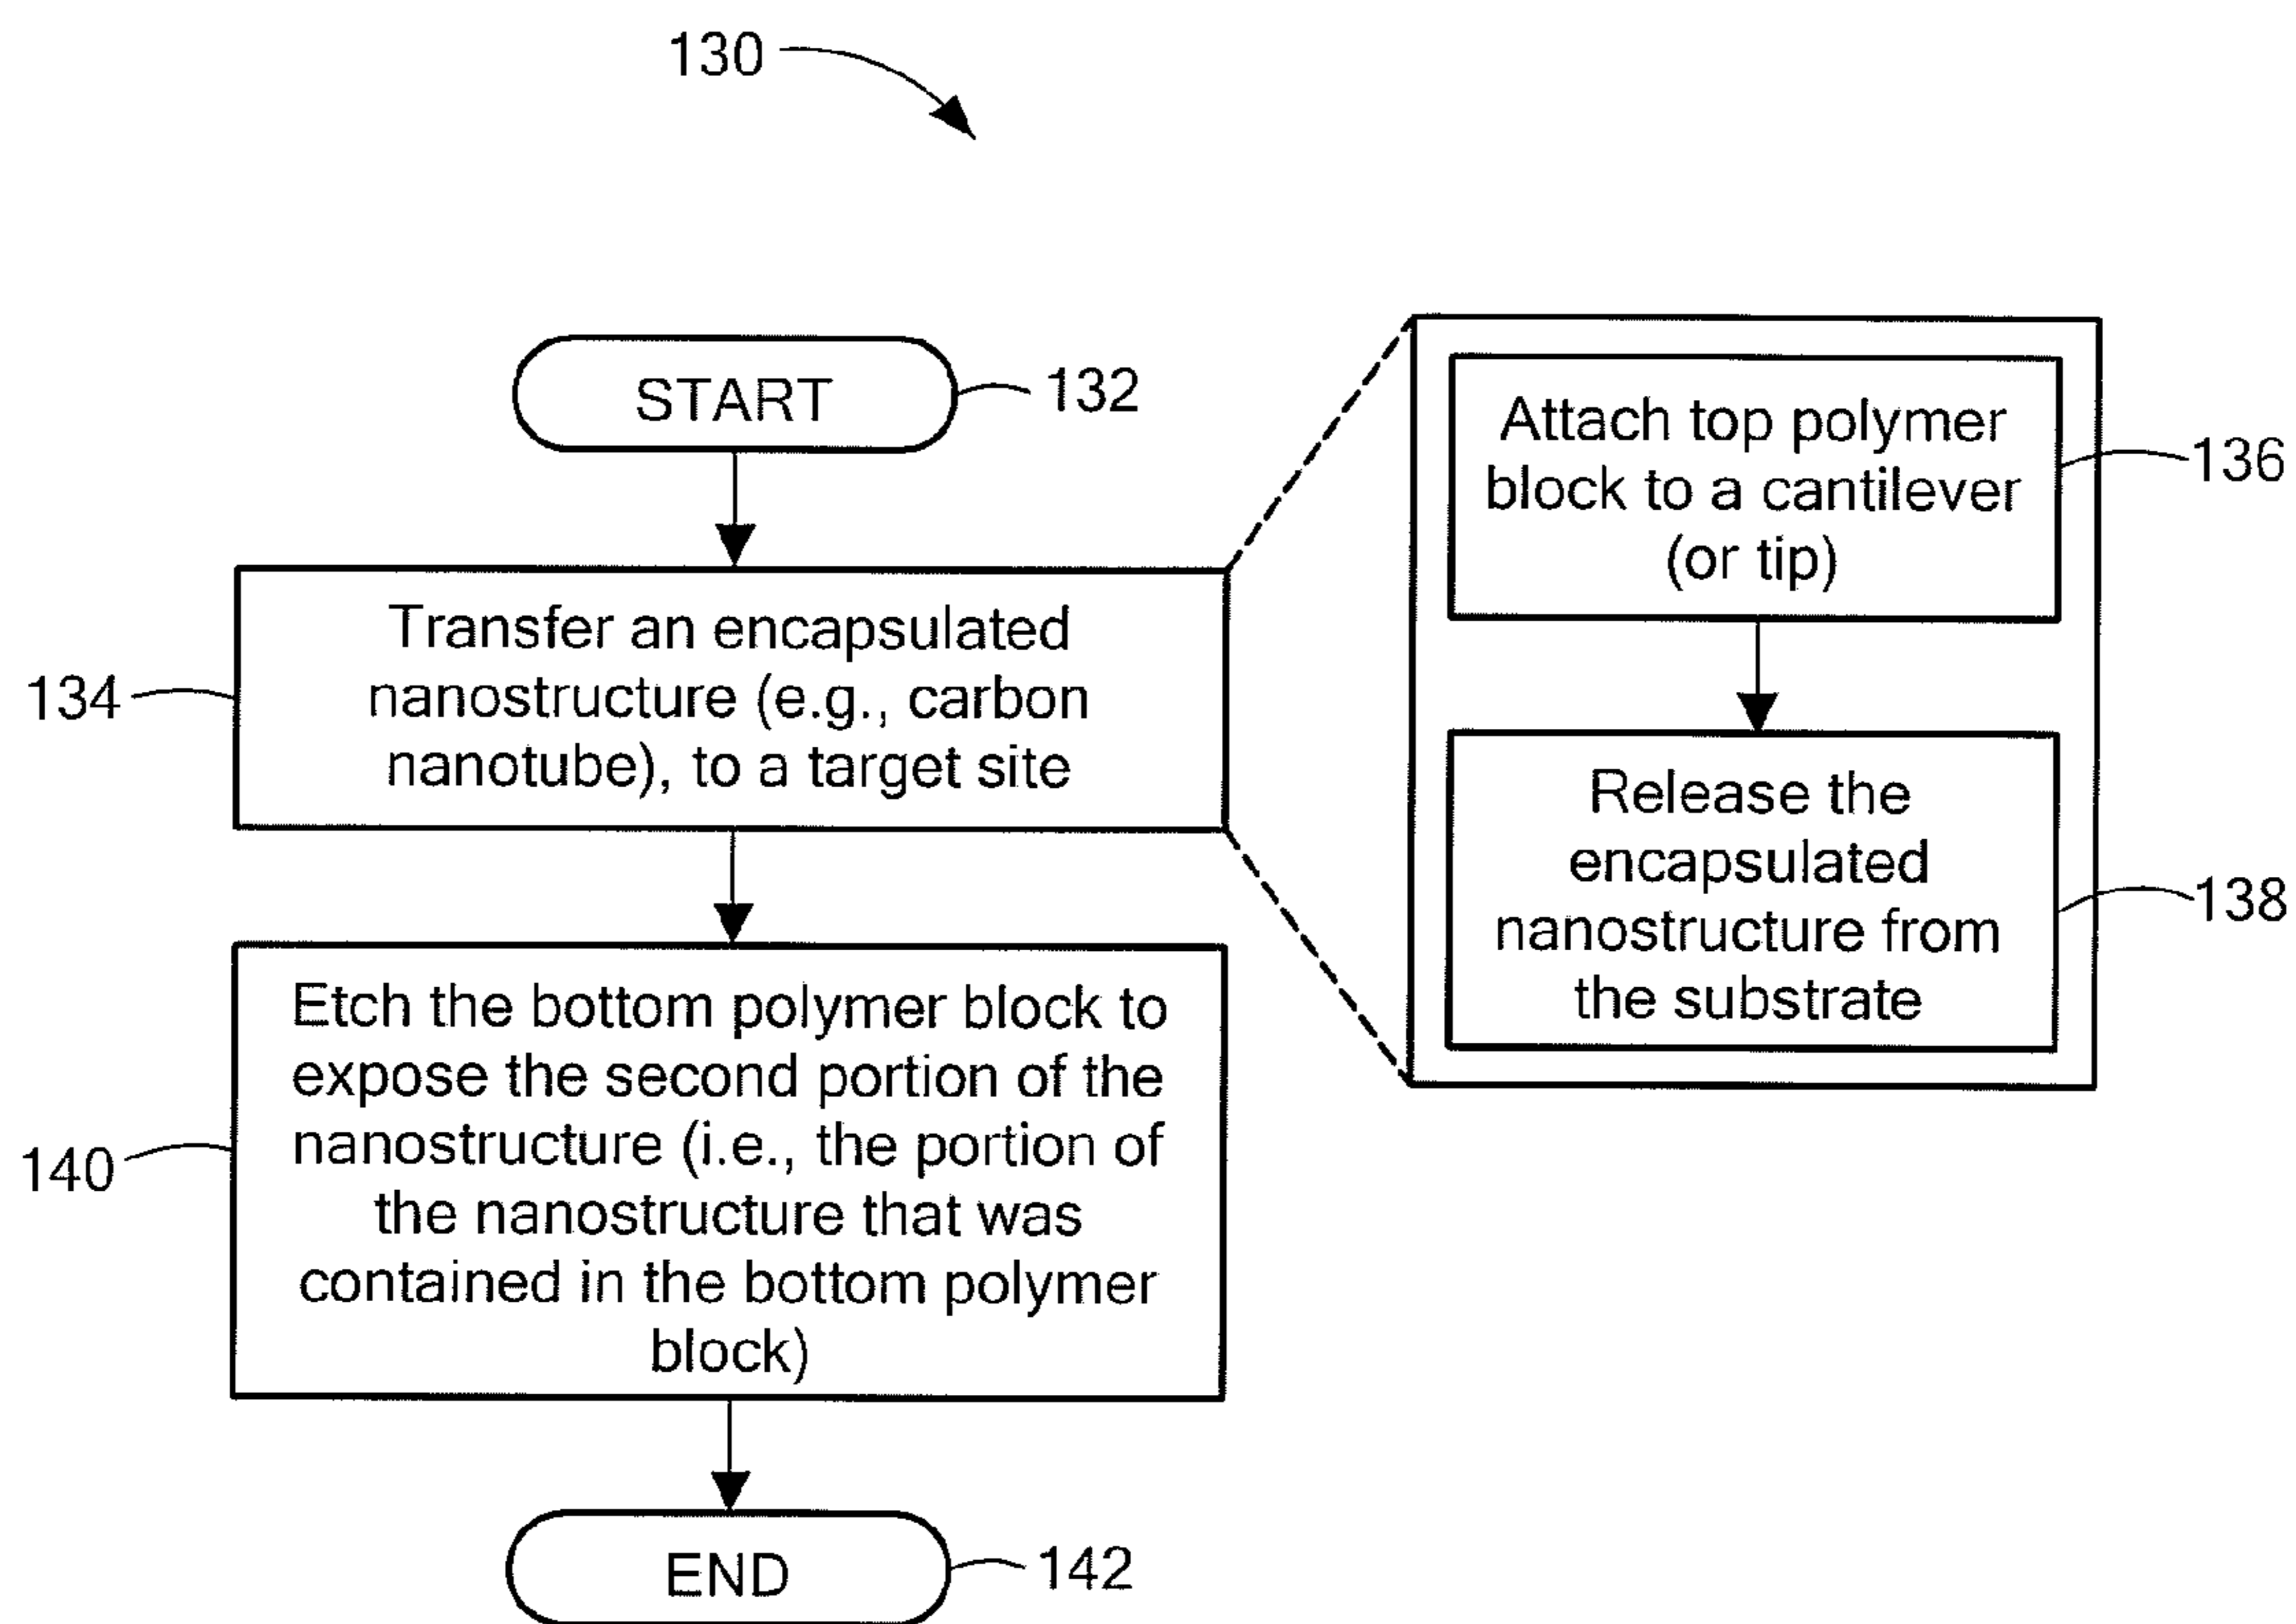 130
START
132
134
Transfer an encapsulated
nanostructure (e.g., carbon
nanotube), to a target site
Attach top polymer
block to a cantilever
(or tip)
136
Release the
encapsulated
nanostructure from
the substrate
138
140
Etch the bottom polymer block to
expose the second portion of the
nanostructure (i.e., the portion of
the nanostructure that was
contained in the bottom polymer
block)
END
142